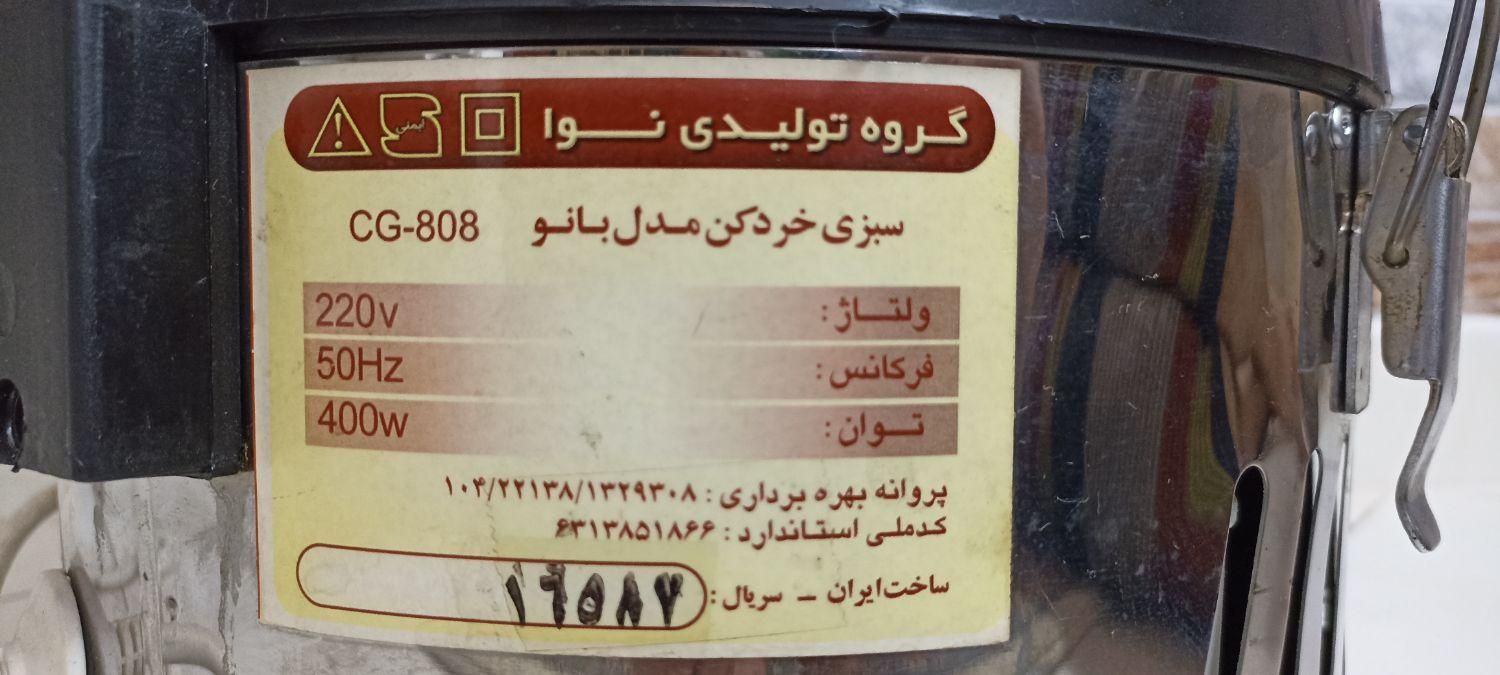 گروه تولیدی نوا
ایمنی
سبزی خردکن مدل بانو CG-808
ولتاژ: 220v
فرکانس: 50Hz
توان: 400w
پروانه بهره برداری: ۱۰۴/۲۲۱۳۸/۱۳۲۹۳۰۸
کدملی استاندارد: ۶۳۱۳۸۵۱۸۶۶
ساخت ایران - سریال: ۱۶۵۸۷